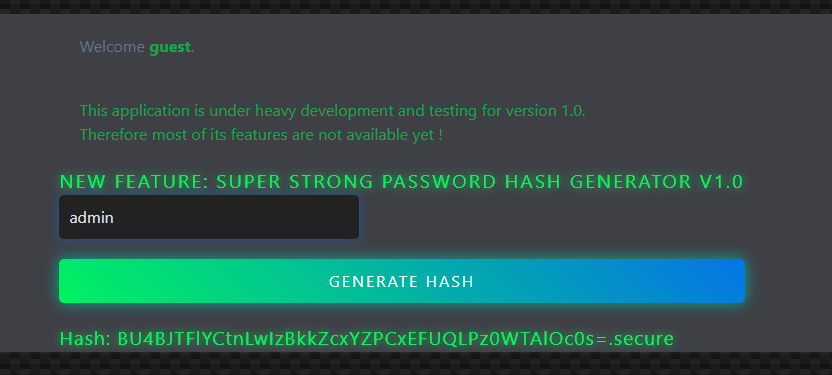 Welcome guest.
This application is under heavy development and testing for version 1.0.
Therefore most of its features are not available yet !
NEW FEATURE: SUPER STRONG PASSWORD HASH GENERATOR V1.0
admin
GENERATE HASH
Hash: BU4BJTFlYCtnLwIzBkkZcxYZPCxEFUQLPz0WTAlOc0s=.secure